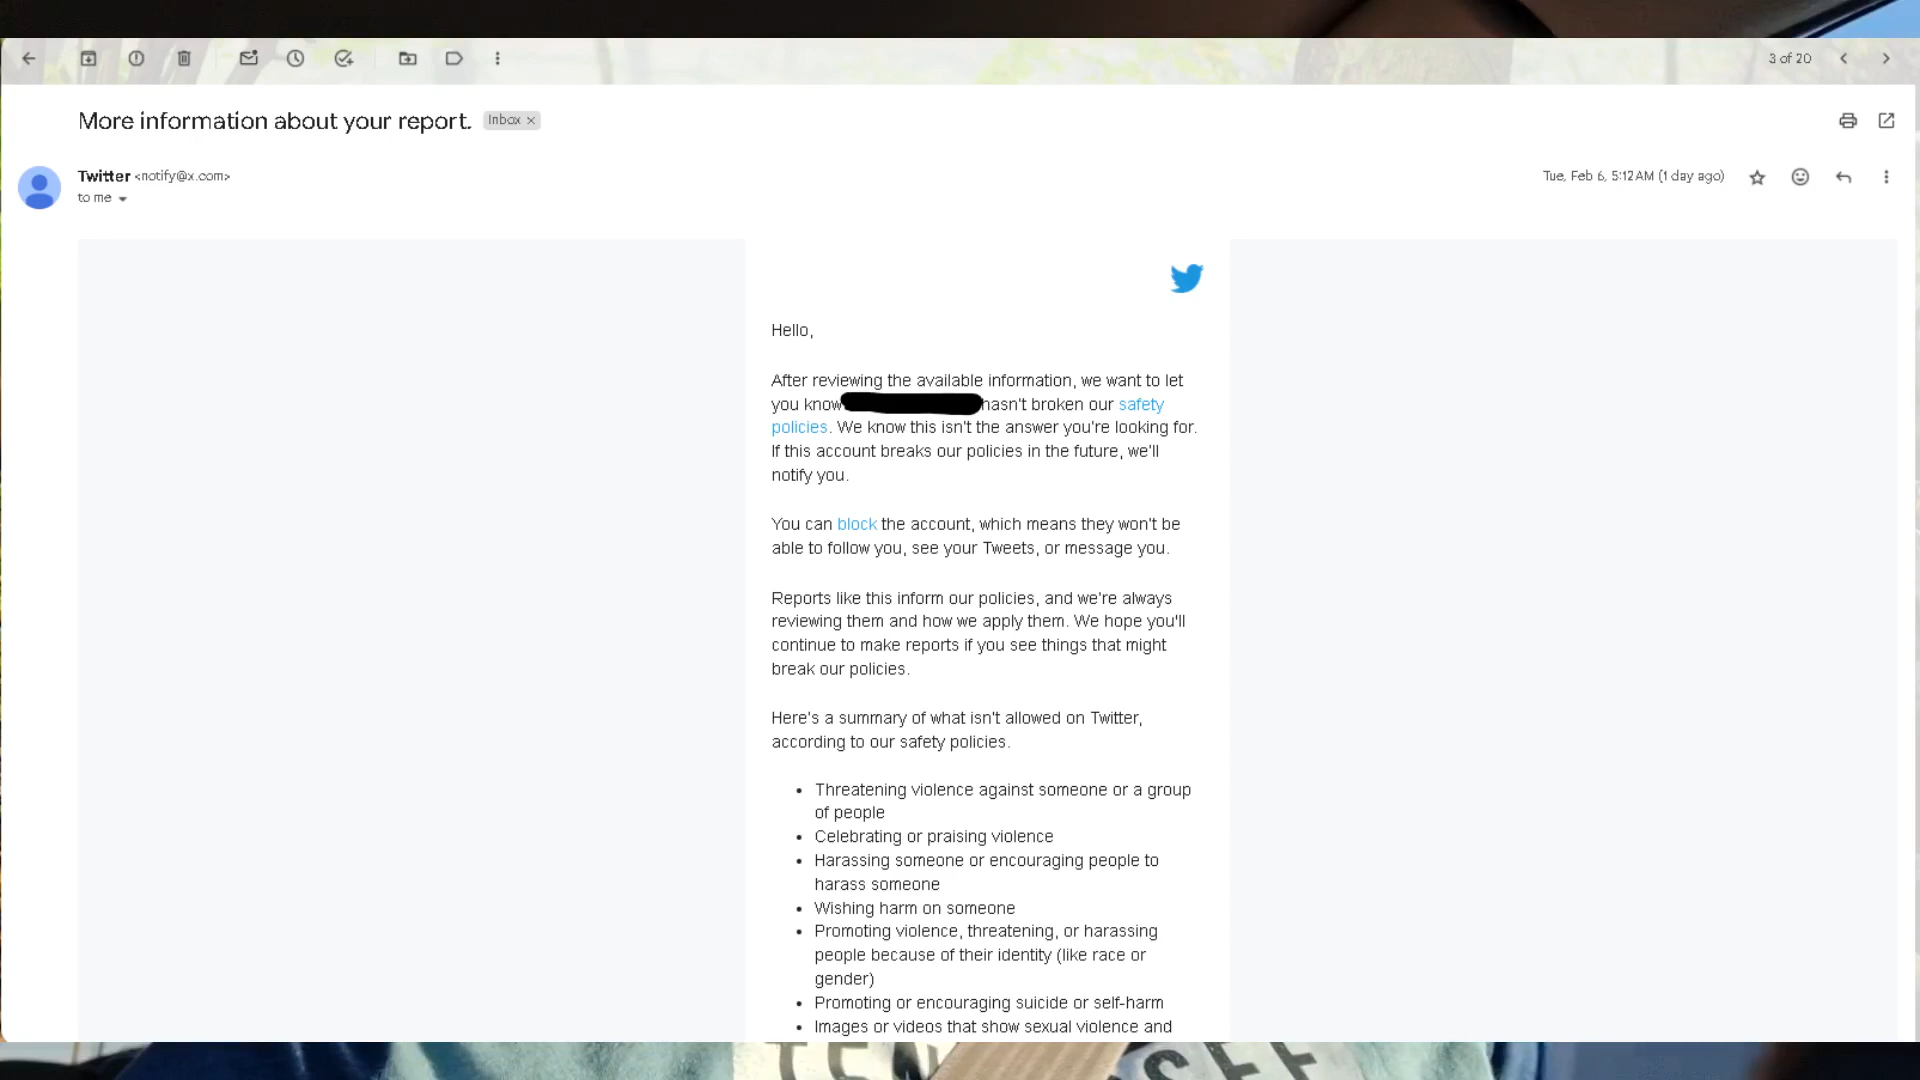 3 of 20
More information about your report.
Inbox ×
Twitter <notify@x.com>
Tue, Feb 6, 5:12 AM (1 day ago)
to me
Hello,
After reviewing the available information, we want to let
you know hasn't broken our safety
policies. We know this isn't the answer you're looking for.
If this account breaks our policies in the future, we'll
notify you.
You can block the account, which means they won't be
able to follow you, see your Tweets, or message you.
Reports like this inform our policies, and we're always
reviewing them and how we apply them. We hope you'll
continue to make reports if you see things that might
break our policies.
Here's a summary of what isn't allowed on Twitter,
according to our safety policies.
• Threatening violence against someone or a group
of people
• Celebrating or praising violence
• Harassing someone or encouraging people to
harass someone
• Wishing harm on someone
• Promoting violence, threatening, or harassing
people because of their identity (like race or
gender)
• Promoting or encouraging suicide or self-harm
• Images or videos that show sexual violence and